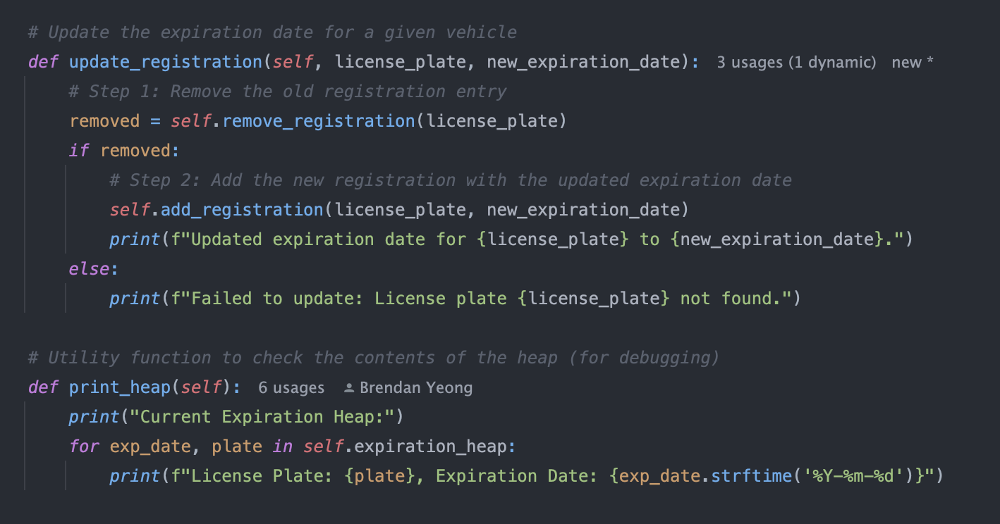 # Update the expiration date for a given vehicle
def update_registration(self, license_plate, new_expiration_date): 3 usages (1 dynamic) new *
# Step 1: Remove the old registration entry
removed = self.remove_registration(license_plate)
if removed:
# Step 2: Add the new registration with the updated expiration date
self.add_registration(license_plate, new_expiration_date)
print(f"Updated expiration date for {license_plate} to {new_expiration_date}.")
else:
print(f"Failed to update: License plate {license_plate} not found.")
# Utility function to check the contents of the heap (for debugging)
def print_heap(self): 6 usages Brendan Yeong
print("Current Expiration Heap:")
for exp_date, plate in self.expiration_heap:
print(f"License Plate: {plate}, Expiration Date: {exp_date.strftime('%Y-%m-%d')}")